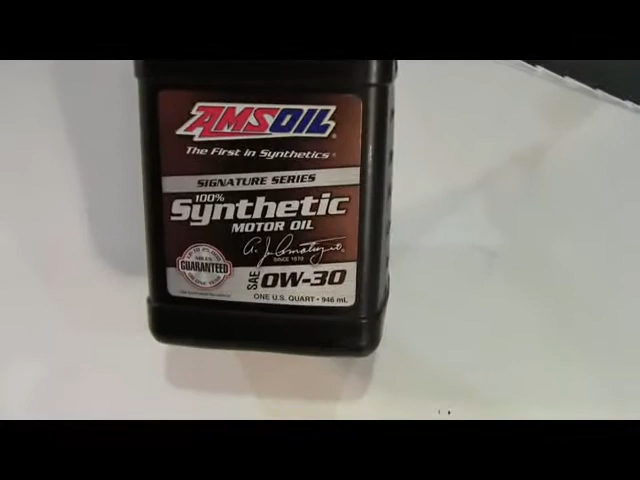 AMSOIL
The First in Synthetics
SIGNATURE SERIES
100%
Synthetic
MOTOR OIL
SINCE 1972
GUARANTEED
SAE 0W-30
ONE U.S. QUART • 946 mL